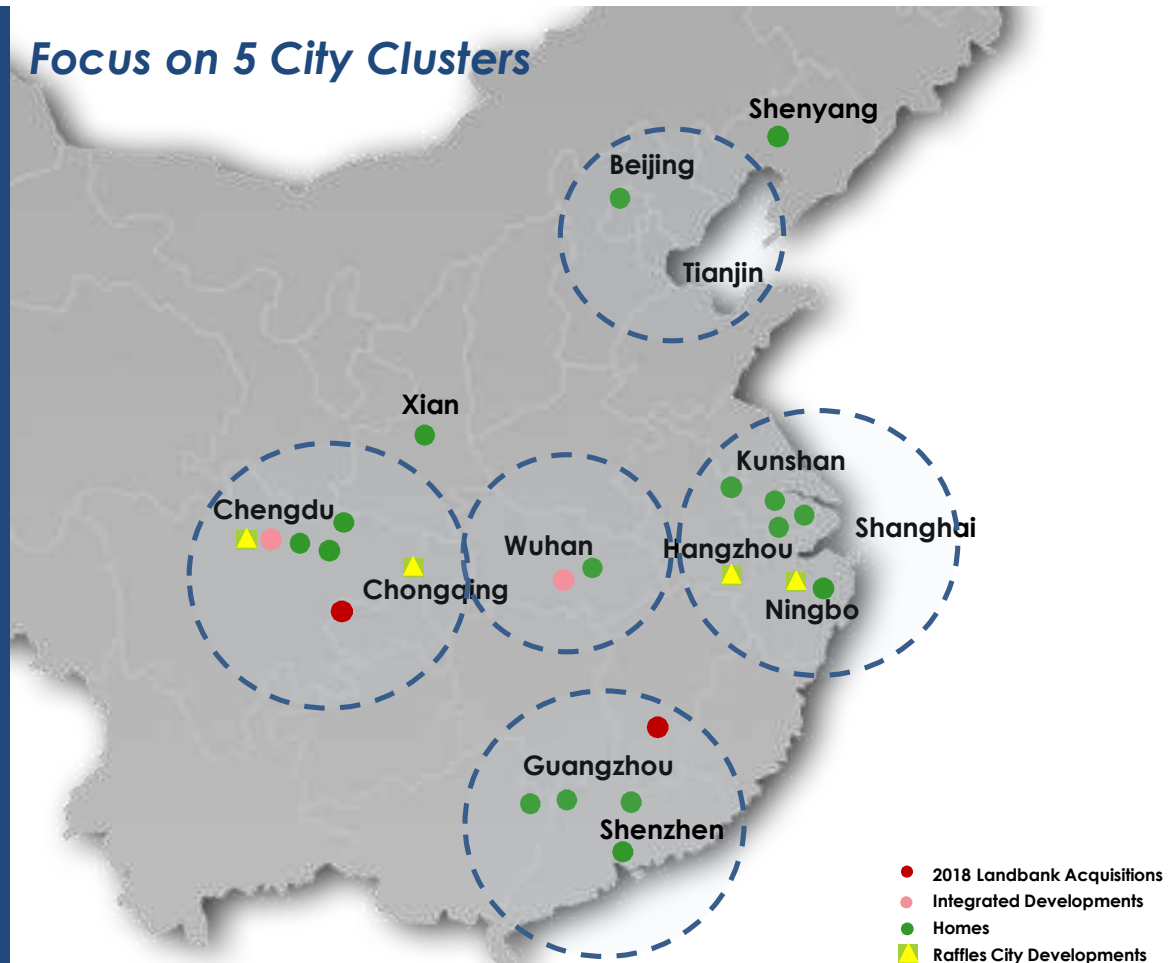 Focus on 5 City Clusters
Shenyang
Beijing
Tianjin
Xian
Kunshan
Chengdu
Shanghai
Wuhan
Hangzhou
Chongqing
Ningbo
Guangzhou
Shenzhen
2018 Landbank Acquisitions
Integrated Developments
Homes
Raffles City Developments